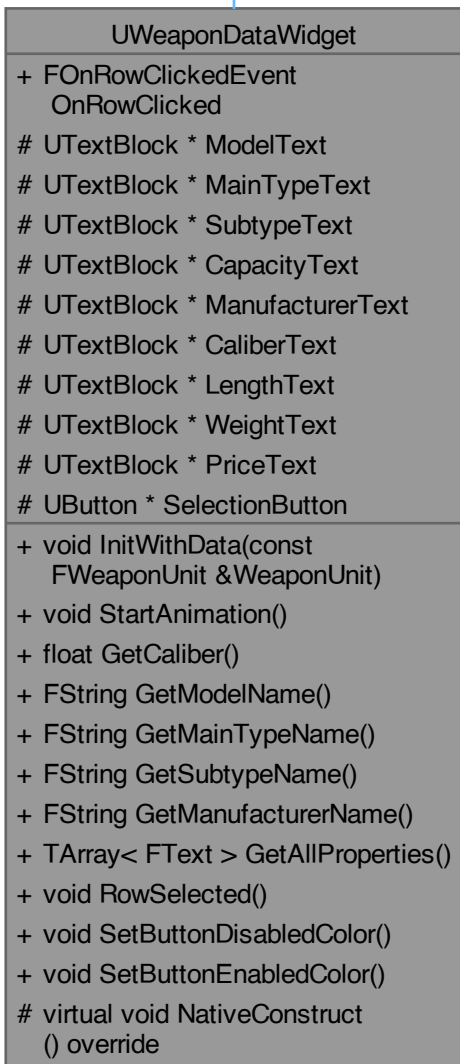 UWeaponDataWidget
+ FOnRowClickedEvent
OnRowClicked
# UTextBlock * ModelText
# UTextBlock * MainTypeText
# UTextBlock * SubtypeText
# UTextBlock * CapacityText
# UTextBlock * ManufacturerText
# UTextBlock * CaliberText
# UTextBlock * LengthText
# UTextBlock * WeightText
# UTextBlock * PriceText
# UButton * SelectionButton
+ void InitWithData(const
FWeaponUnit &WeaponUnit)
+ void StartAnimation()
+ float GetCaliber()
+ FString GetModelName()
+ FString GetMainTypeName()
+ FString GetSubtypeName()
+ FString GetManufacturerName()
+ TArray< FText > GetAllProperties()
+ void RowSelected()
+ void SetButtonDisabledColor()
+ void SetButtonEnabledColor()
# virtual void NativeConstruct
() override